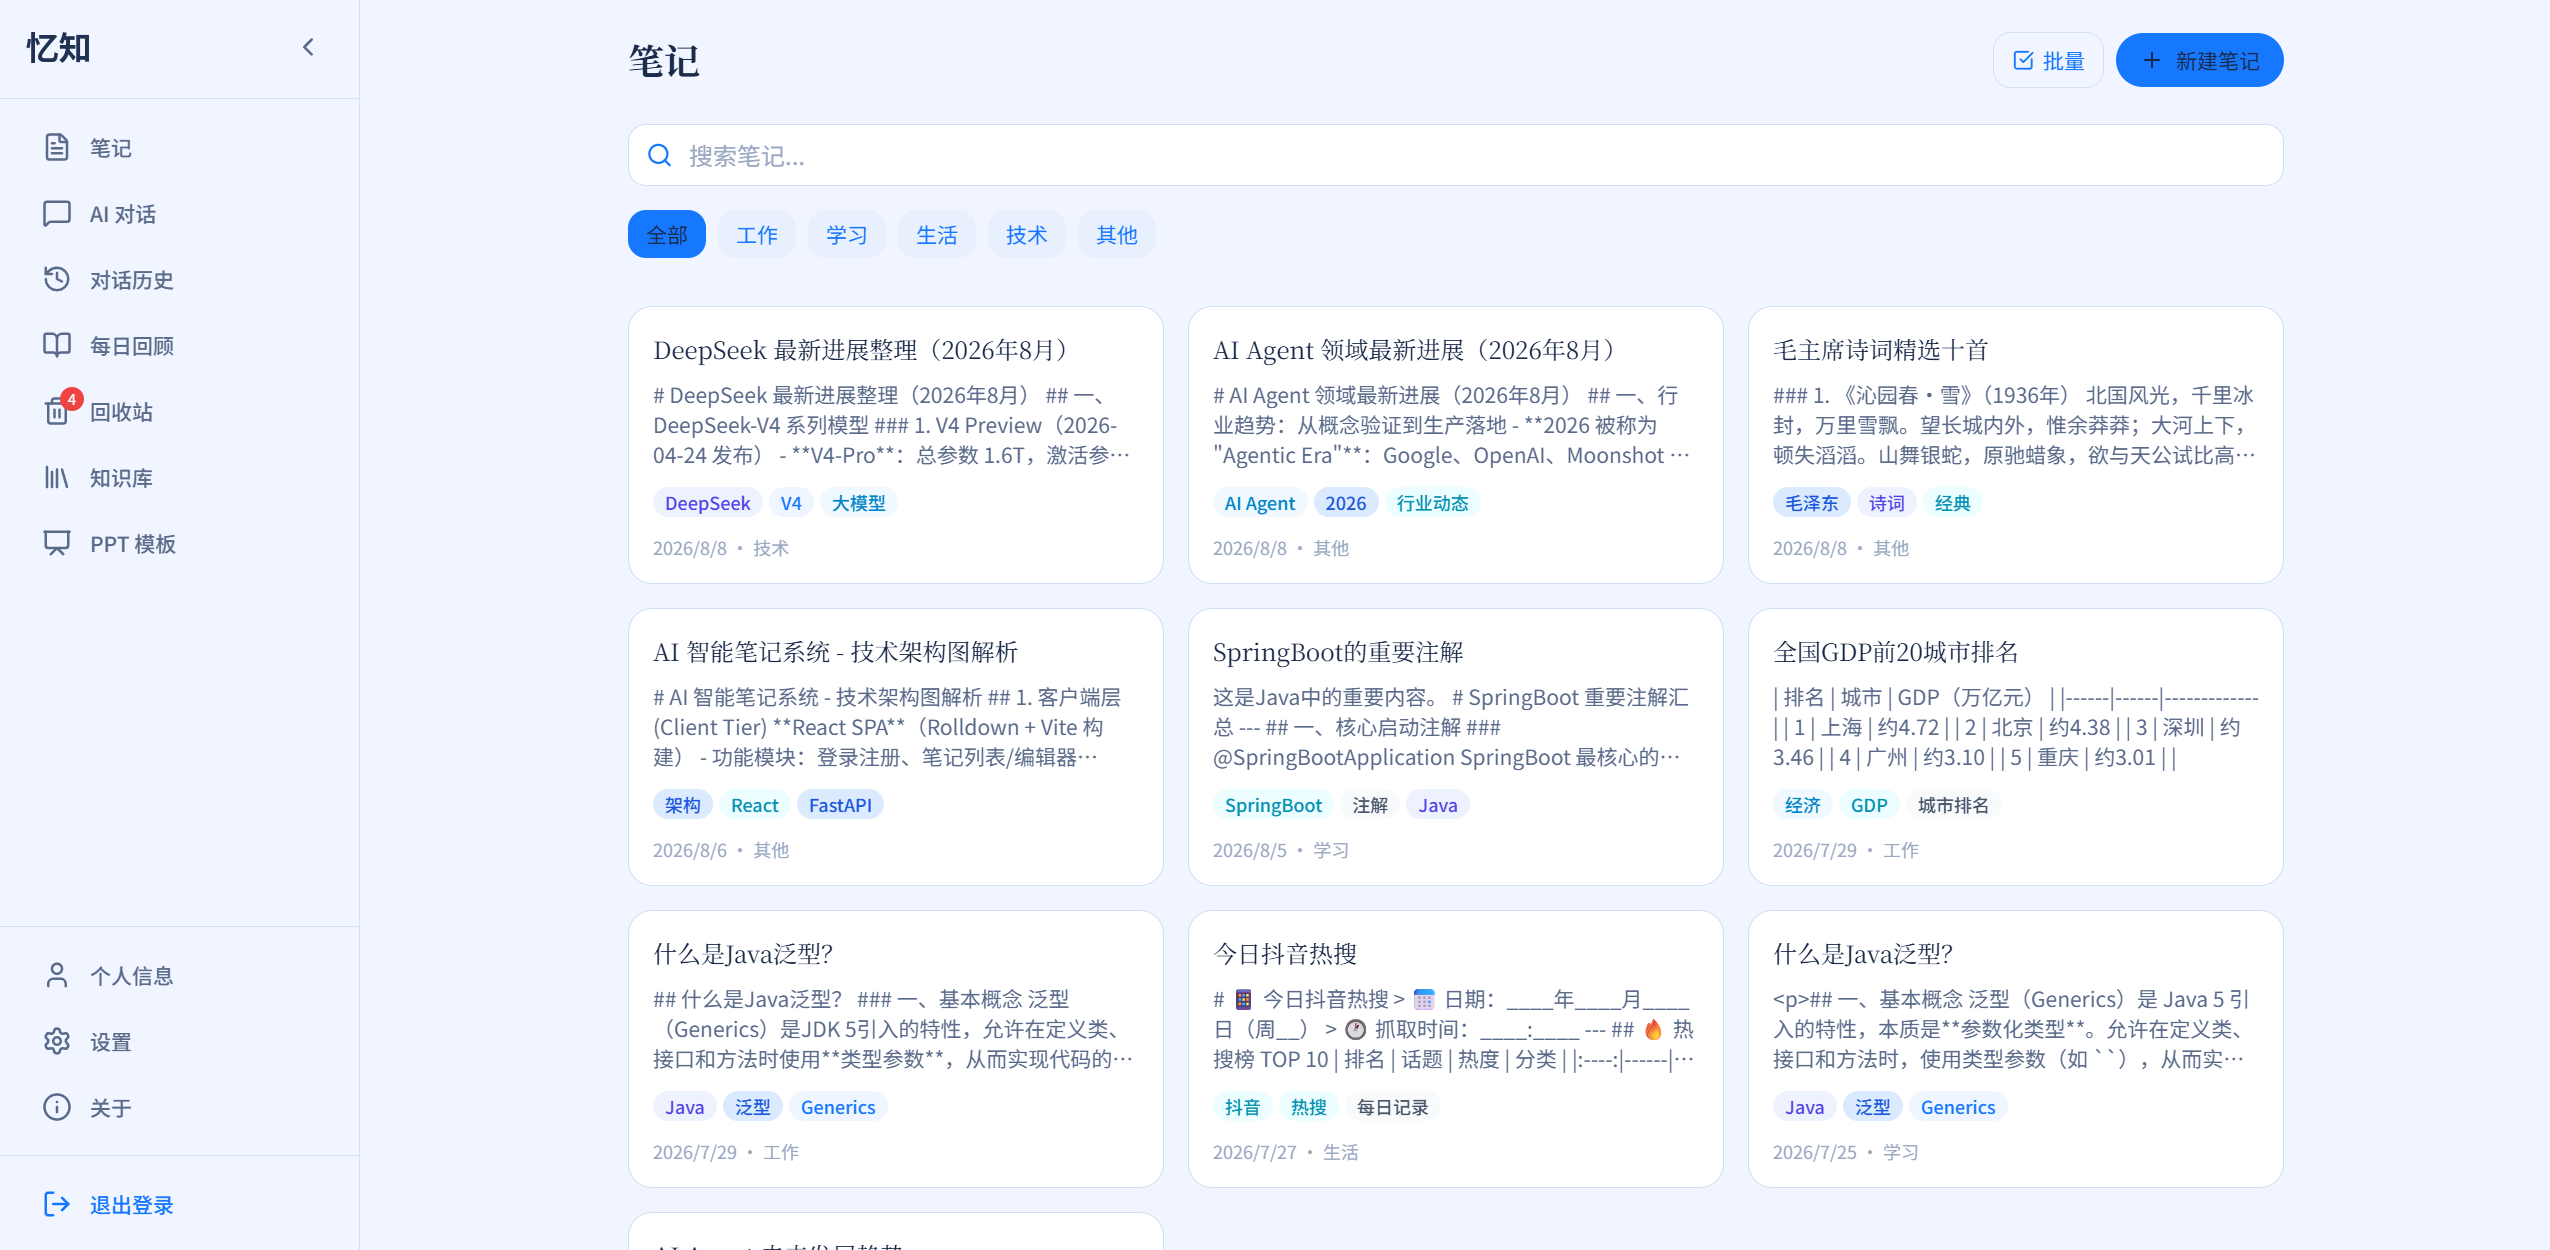 忆知
笔记
AI 对话
对话历史
每日回顾
4
回收站
知识库
PPT 模板
个人信息
设置
关于
退出登录
笔记
批量
新建笔记
搜索笔记...
全部
工作
学习
生活
技术
其他
DeepSeek 最新进展整理（2026年8月）
# DeepSeek 最新进展整理（2026年8月） ## 一、
DeepSeek-V4 系列模型 ### 1. V4 Preview（2026-
04-24 发布） - **V4-Pro**：总参数 1.6T，激活参…
DeepSeek V4 大模型
2026/8/8 • 技术
AI Agent 领域最新进展（2026年8月）
# AI Agent 领域最新进展（2026年8月） ## 一、行
业趋势：从概念验证到生产落地 - **2026 被称为
"Agentic Era"**：Google、OpenAI、Moonshot …
AI Agent 2026 行业动态
2026/8/8 • 其他
毛主席诗词精选十首
### 1. 《沁园春·雪》（1936年） 北国风光，千里冰
封，万里雪飘。望长城内外，惟余莽莽；大河上下，
顿失滔滔。山舞银蛇，原驰蜡象，欲与天公试比高…
毛泽东 诗词 经典
2026/8/8 • 其他
AI 智能笔记系统 - 技术架构图解析
# AI 智能笔记系统 - 技术架构图解析 ## 1. 客户端层
(Client Tier) **React SPA**（Rolldown + Vite 构
建） - 功能模块：登录注册、笔记列表/编辑器…
架构 React FastAPI
2026/8/6 • 其他
SpringBoot的重要注解
这是Java中的重要内容。 # SpringBoot 重要注解汇
总 --- ## 一、核心启动注解 ###
@SpringBootApplication SpringBoot 最核心的…
SpringBoot 注解 Java
2026/8/5 • 学习
全国GDP前20城市排名
| 排名 | 城市 | GDP（万亿元） | |------|------|-------------
| | 1 | 上海 | 约4.72 | | 2 | 北京 | 约4.38 | | 3 | 深圳 | 约
3.46 | | 4 | 广州 | 约3.10 | | 5 | 重庆 | 约3.01 | |
经济 GDP 城市排名
2026/7/29 • 工作
什么是Java泛型？
## 什么是Java泛型？ ### 一、基本概念 泛型
（Generics）是JDK 5引入的特性，允许在定义类、
接口和方法时使用**类型参数**，从而实现代码的…
Java 泛型 Generics
2026/7/29 • 工作
今日抖音热搜
# 📱 今日抖音热搜 > 📅 日期：____年____月____
日（周__） > 🕐 抓取时间：____:____ --- ## 🔥 热
搜榜 TOP 10 | 排名 | 话题 | 热度 | 分类 | |:----:|------|…
抖音 热搜 每日记录
2026/7/27 • 生活
什么是Java泛型？
<p>## 一、基本概念 泛型（Generics）是 Java 5 引
入的特性，本质是**参数化类型**。允许在定义类、
接口和方法时，使用类型参数（如 ``），从而实…
Java 泛型 Generics
2026/7/25 • 学习
AI Agent 未来发展趋势